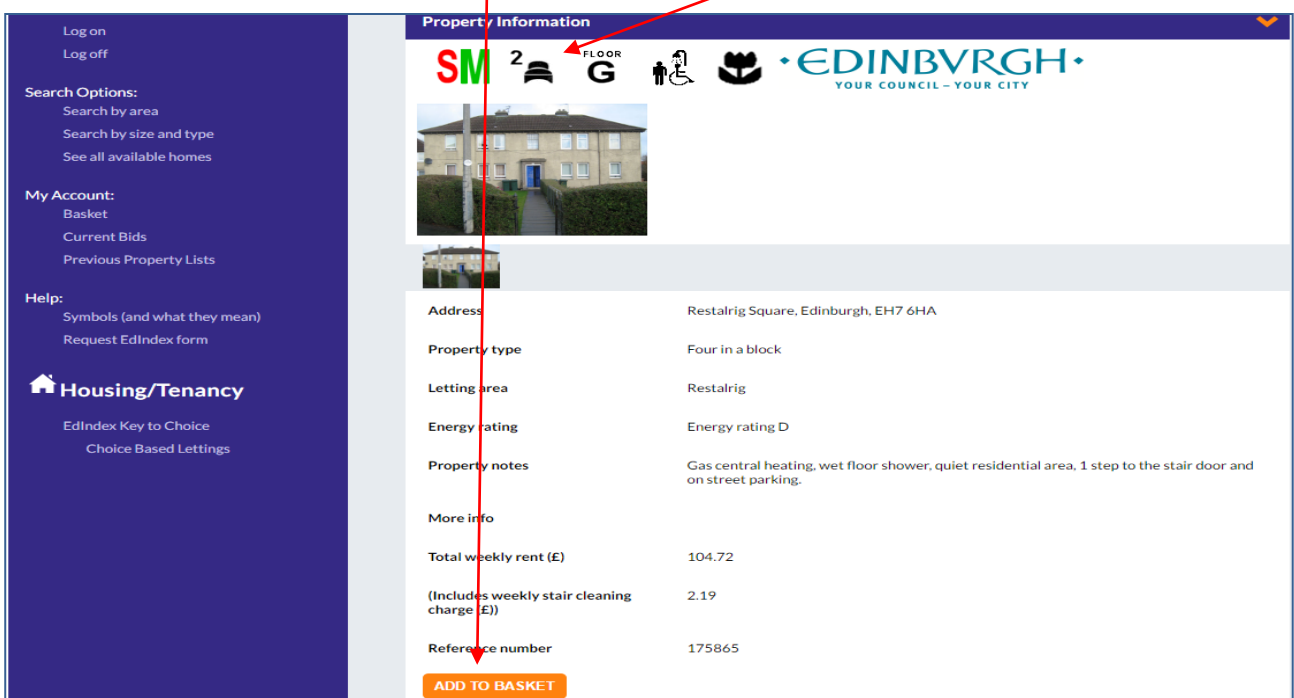 Log on
Log off
Search Options:
Search by area
Search by size and type
See all available homes
My Account:
Basket
Current Bids
Previous Property Lists
Help:
Symbols (and what they mean)
Request EdIndex form
Housing/Tenancy
EdIndex Key to Choice
Choice Based Lettings
Property Information
SM
2
FLOOR
G
·EDINBVRGH·
YOUR COUNCIL – YOUR CITY
Address Restalrig Square, Edinburgh, EH7 6HA
Property type Four in a block
Letting area Restalrig
Energy rating Energy rating D
Property notes Gas central heating, wet floor shower, quiet residential area, 1 step to the stair door and
on street parking.
More info
Total weekly rent (£) 104.72
(Includes weekly stair cleaning 2.19
charge (£))
Reference number 175865
ADD TO BASKET